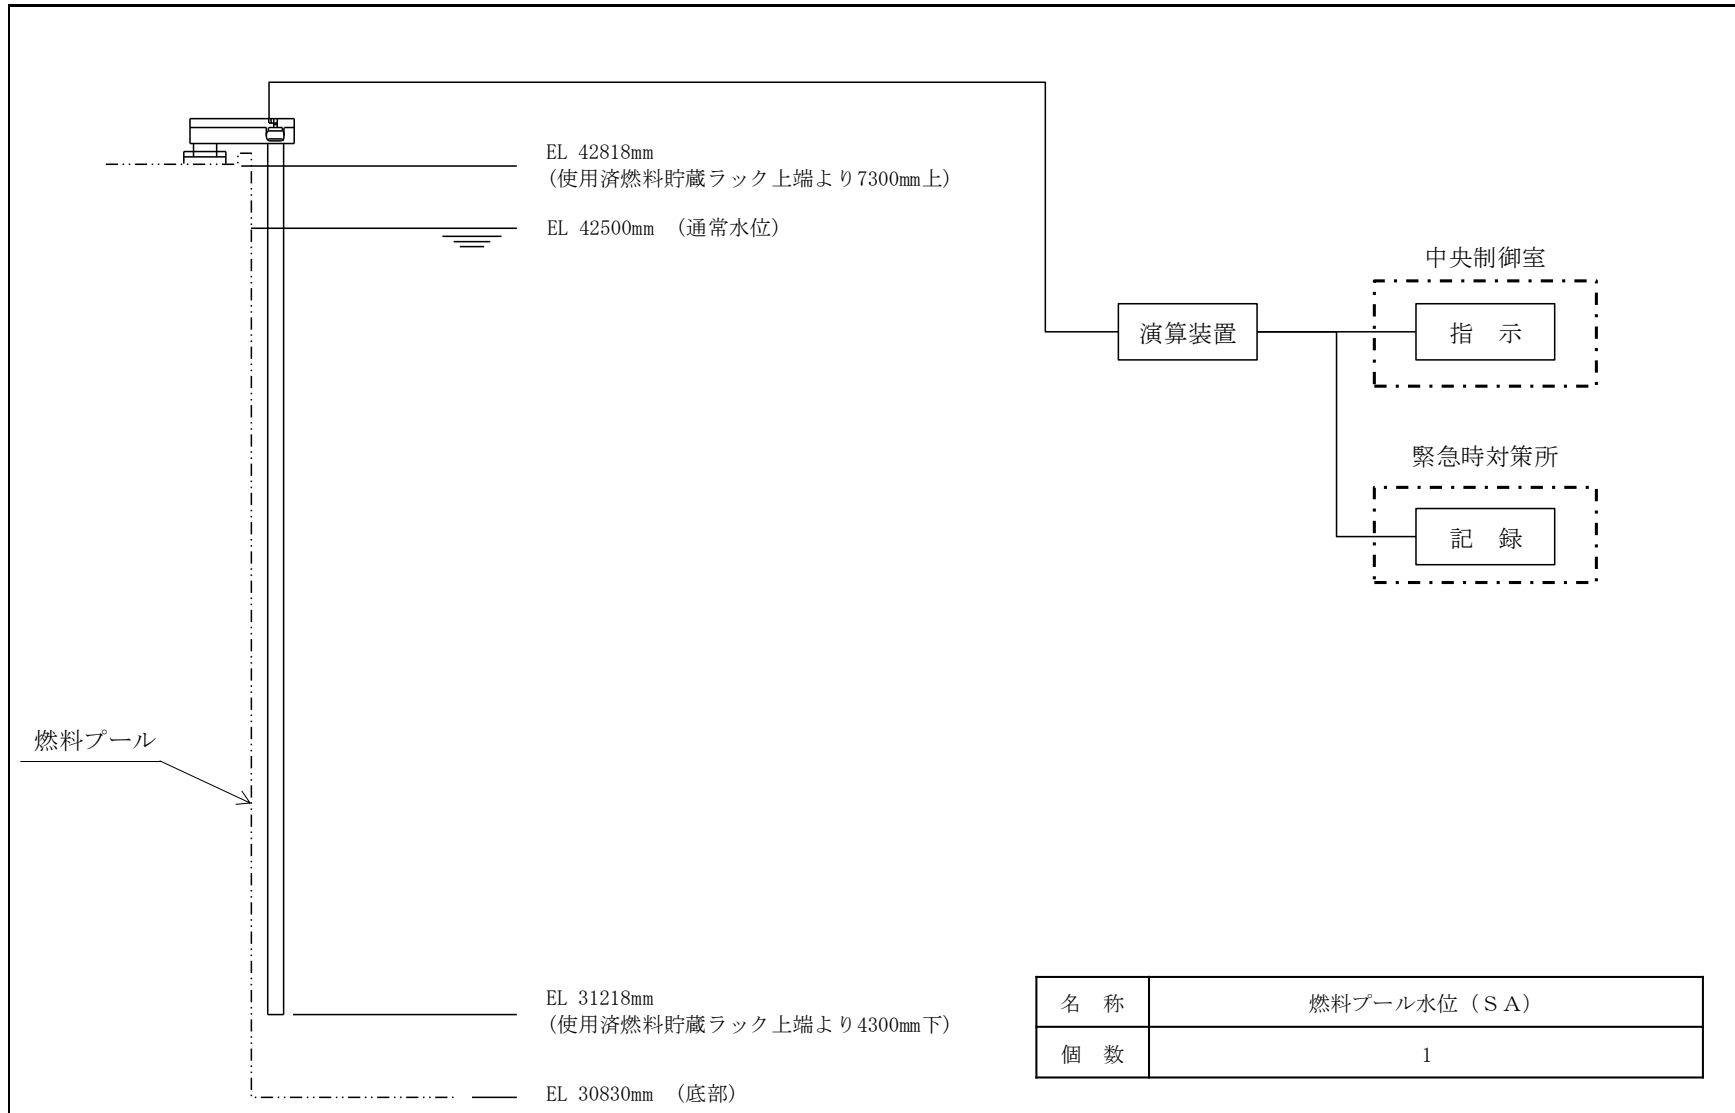 EL 42818mm
(使用済燃料貯蔵ラック上端より7300mm上)
EL 42500mm (通常水位)
中央制御室
演算装置
指 示
緊急時対策所
記 録
燃料プール
EL 31218mm
(使用済燃料貯蔵ラック上端より4300mm下)
EL 30830mm (底部)
名 称 燃料プール水位(SA)
個 数 1